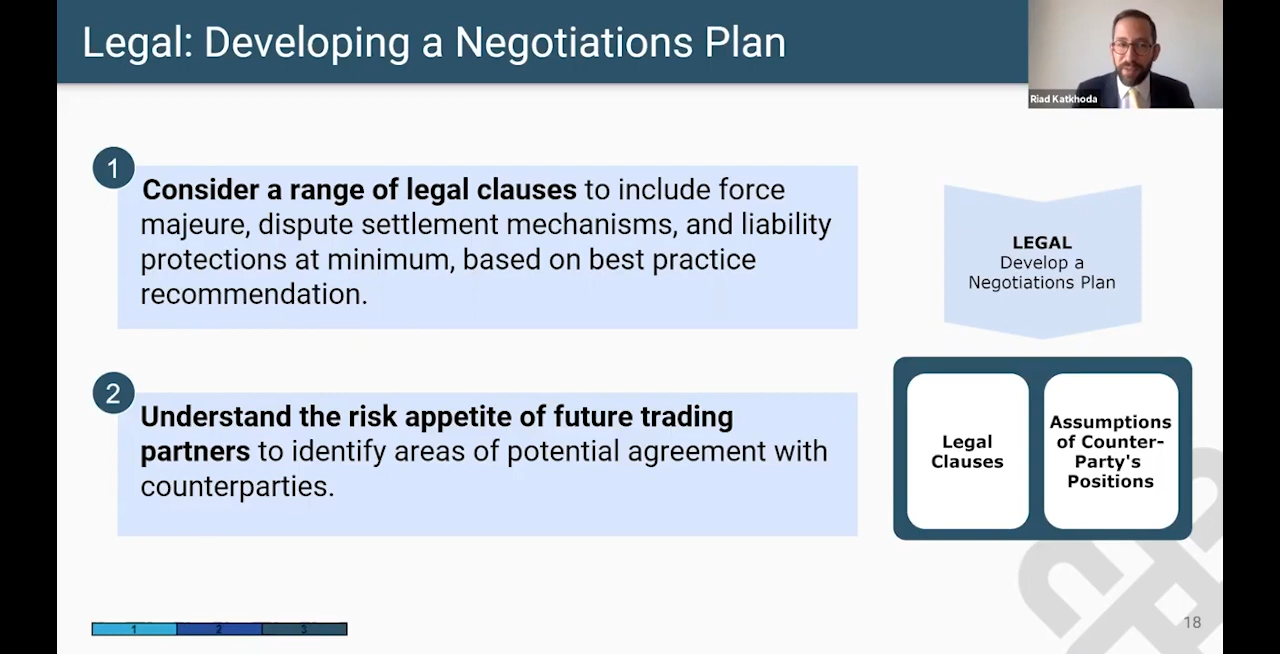 Legal: Developing a Negotiations Plan
Riad Katkhoda
1
Consider a range of legal clauses to include force
majeure, dispute settlement mechanisms, and liability
protections at minimum, based on best practice
recommendation.
2
Understand the risk appetite of future trading
partners to identify areas of potential agreement with
counterparties.
LEGAL
Develop a
Negotiations Plan
Legal
Clauses
Assumptions
of Counter-
Party's
Positions
1 2 3
18